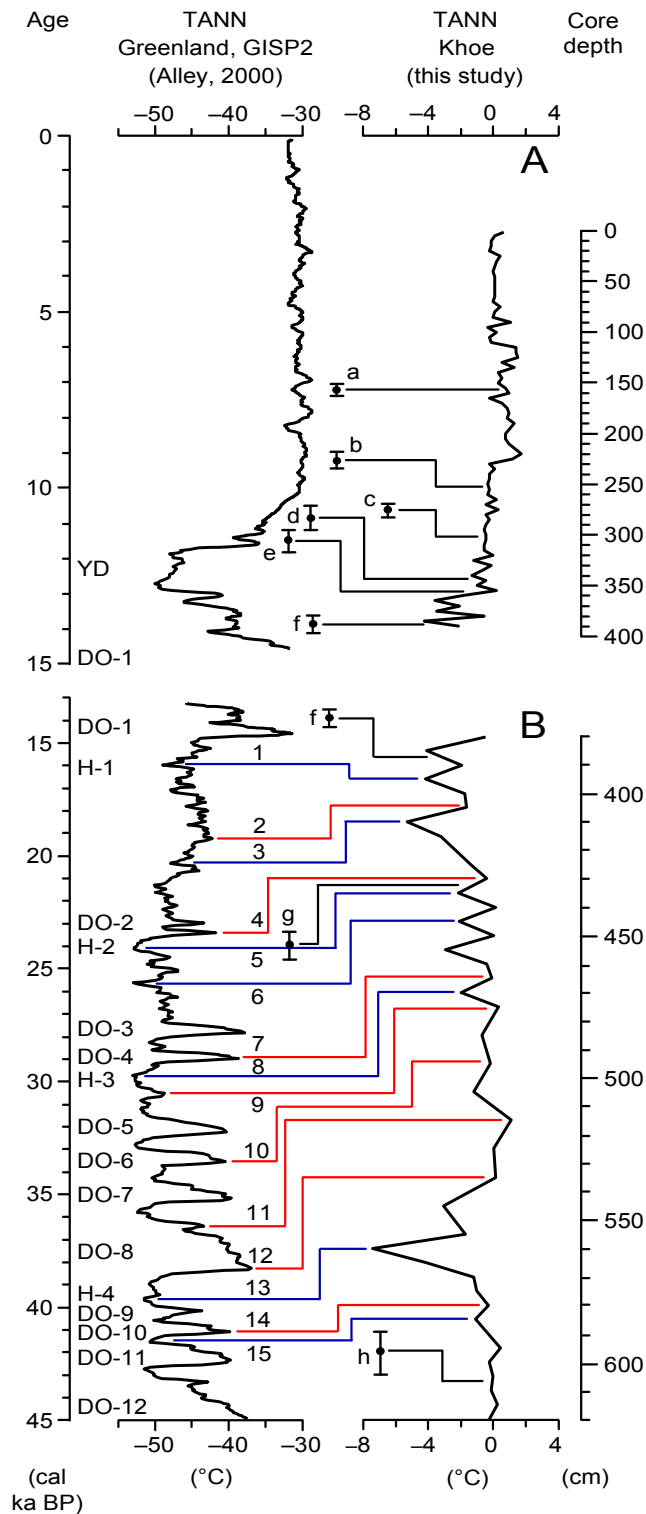 Age
TANN
Greenland, GISP2
(Alley, 2000)
TANN
Khoe
(this study)
Core
depth
−50 −40 −30 −8 −4 0 4
A
0
5
10
15
YD
DO-1
a
b
c
d
e
f
0
50
100
150
200
250
300
350
400
B
15
20
25
30
35
40
45
DO-1
H-1
DO-2
H-2
DO-3
DO-4
H-3
DO-5
DO-6
DO-7
DO-8
H-4
DO-9
DO-10
DO-11
DO-12
f
1
2
3
4
g
5
6
7
8
9
10
11
12
13
14
15
h
400
450
500
550
600
−50 −40 −30 −8 −4 0 4
(cal
ka BP)
(°C)
(°C)
(cm)